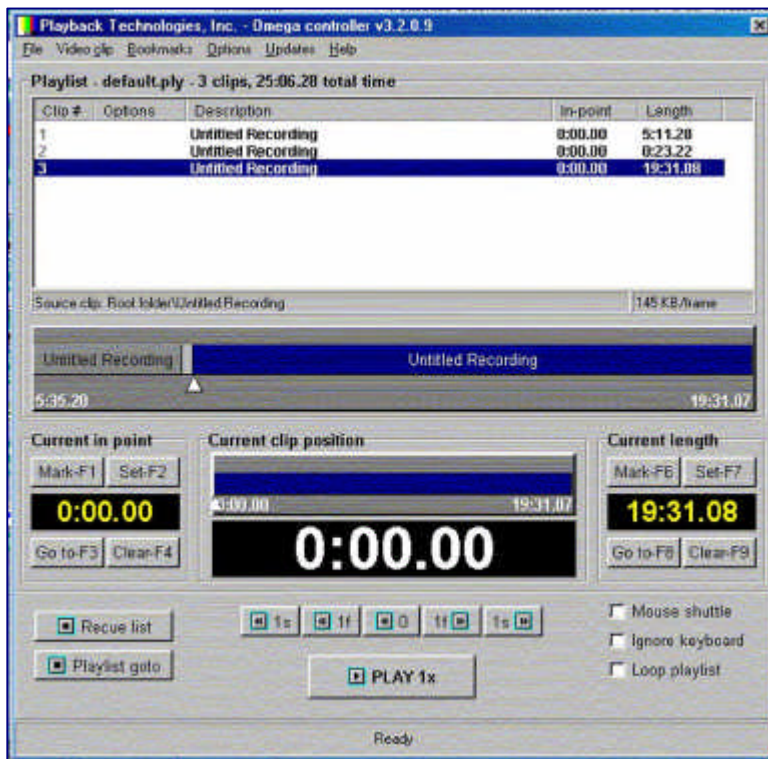 Playback Technologies, Inc. - Omega controller v3.2.0.9
File Video clip Bookmarks Options Updates Help
Playlist - default.ply - 3 clips, 25:06.28 total time
Clip # Options Description In-point Length
1 Untitled Recording 0:00.00 5:11.20
2 Untitled Recording 0:00.00 0:23.22
3 Untitled Recording 0:00.00 19:31.08
Source clip: Root folder\Untitled Recording 145 KB/frame
Untitled Recording Untitled Recording
5:35.20 19:31.07
Current in point Current clip position Current length
Mark-F1 Set-F2 Mark-F6 Set-F7
0:00.00 0:00.00 19:31.07 19:31.08
Go to-F3 Clear-F4 0:00.00 Go to-F8 Clear-F9
Recue list 1s 1f 0 1f 1s Mouse shuttle
Ignore keyboard
Playlist goto PLAY 1x Loop playlist
Ready